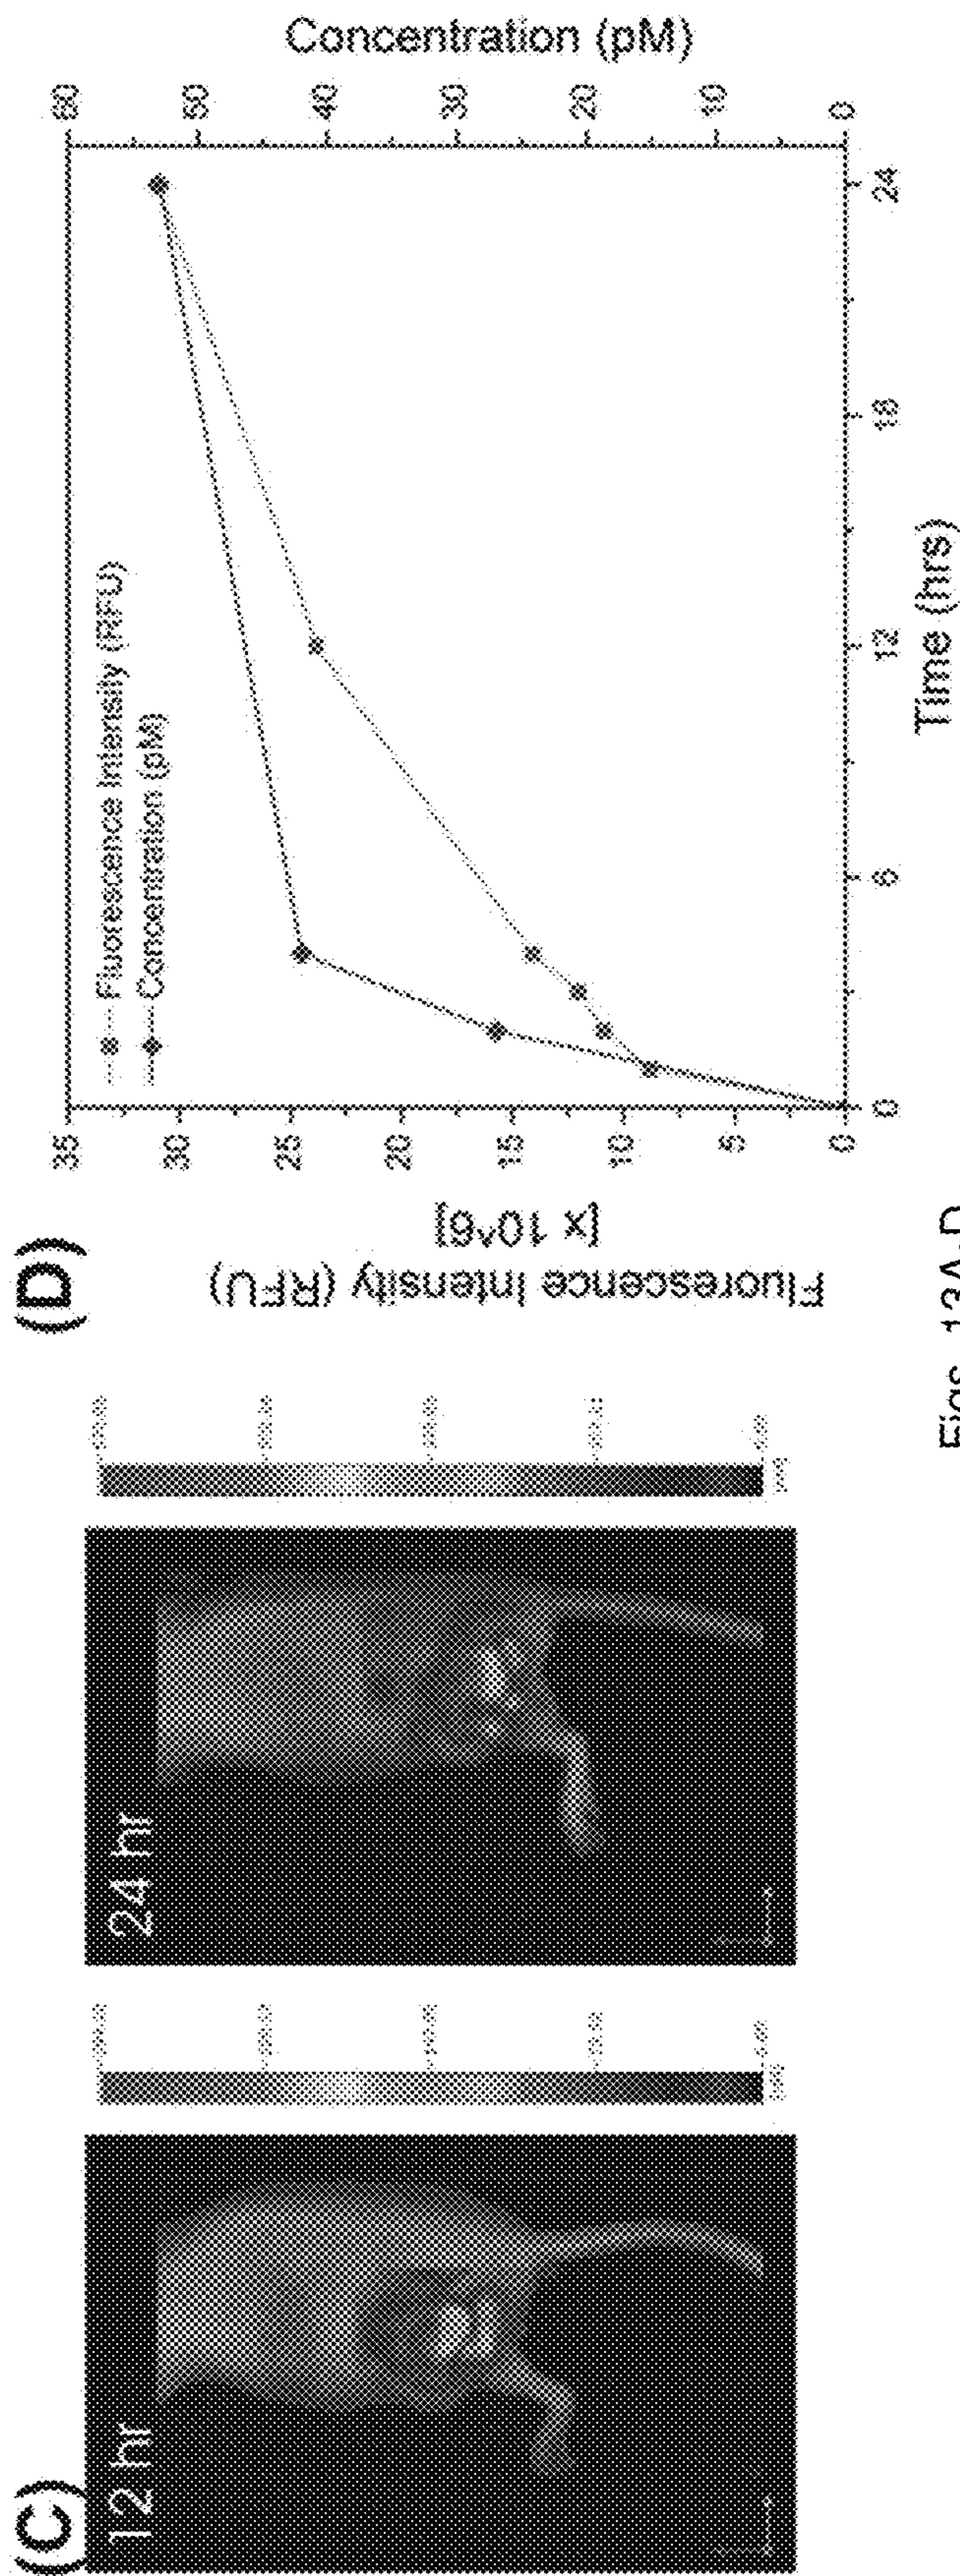 (C)
12 hr
24 hr
(D)
Fluorescence Intensity (RFU)
[x 10^6]
35
30
25
20
15
10
5
0
Fluorescence Intensity (RFU)
Concentration (pM)
0
6
12
18
24
Time (hrs)
60
50
40
30
20
10
0
Concentration (pM)
Figs. 13A-D